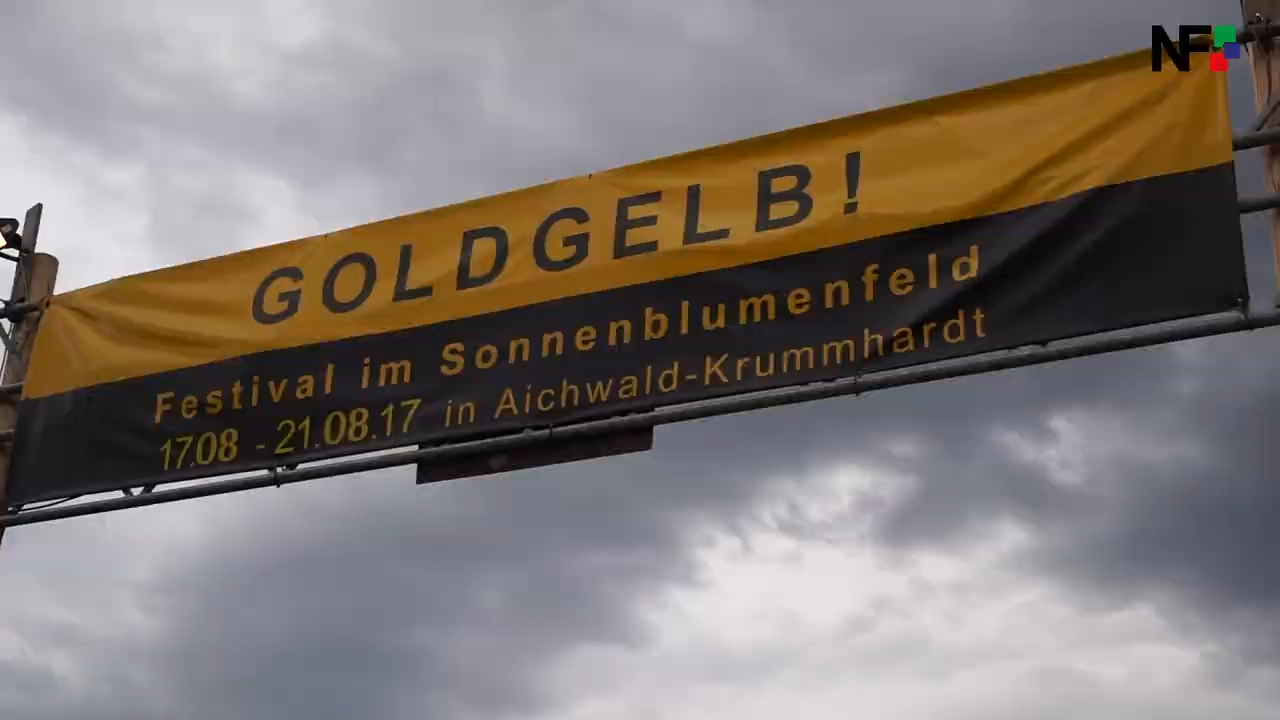 NF
GOLDGELB!
Festival im Sonnenblumenfeld
17.08 - 21.08.17 in Aichwald-Krummhardt